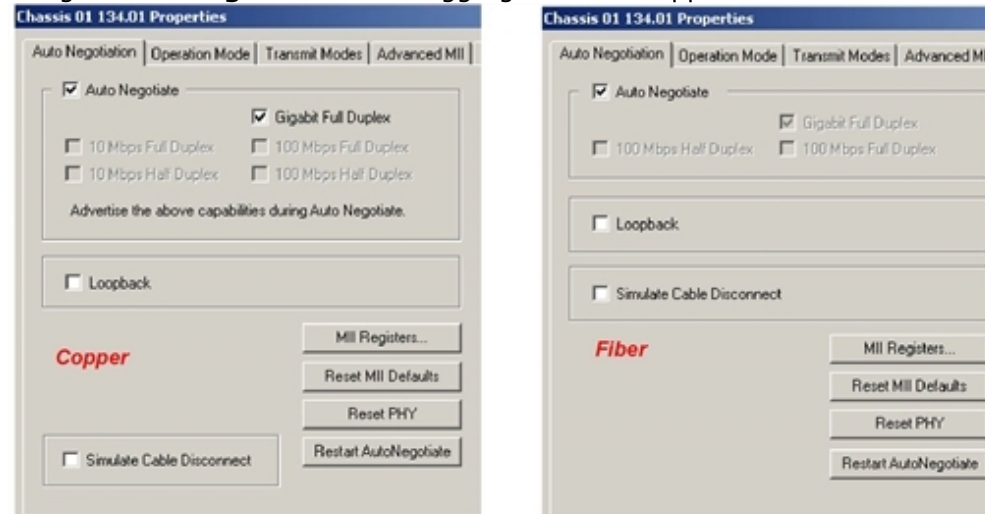 Chassis 01 134.01 Properties
Auto Negotiation Operation Mode Transmit Modes Advanced MII
Auto Negotiate
Gigabit Full Duplex
10 Mbps Full Duplex 100 Mbps Full Duplex
10 Mbps Half Duplex 100 Mbps Half Duplex
Advertise the above capabilities during Auto Negotiate.
Loopback
Copper
MII Registers...
Reset MII Defaults
Reset PHY
Simulate Cable Disconnect
Restart AutoNegotiate
Chassis 01 134.01 Properties
Auto Negotiation Operation Mode Transmit Modes Advanced MI
Auto Negotiate
Gigabit Full Duplex
100 Mbps Half Duplex 100 Mbps Full Duplex
Loopback
Simulate Cable Disconnect
Fiber
MII Registers...
Reset MII Defaults
Reset PHY
Restart AutoNegotiate